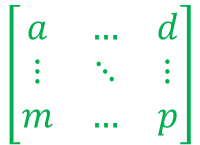 a ... d
⋮ ⋱ ⋮
m ... p